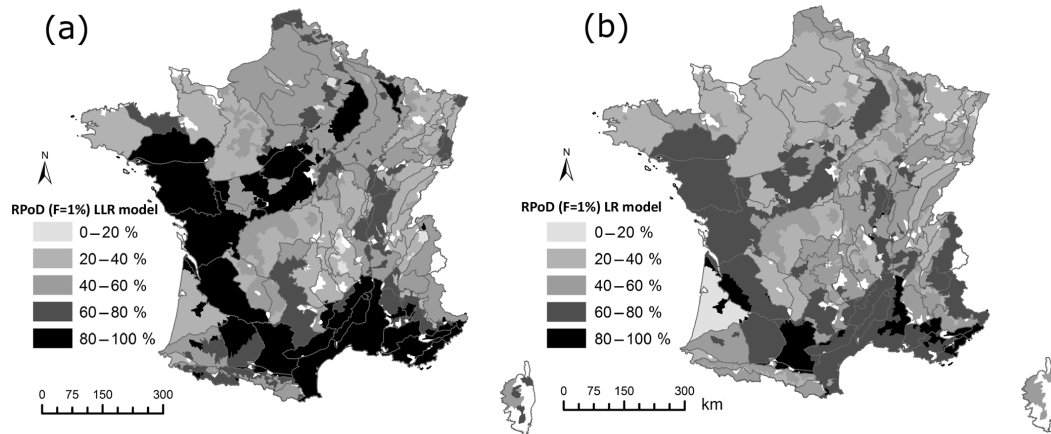 (a)
N
RPoD (F=1%) LLR model
0–20 %
20–40 %
40–60 %
60–80 %
80–100 %
0 75 150 300
(b)
N
RPoD (F=1%) LR model
0–20 %
20–40 %
40–60 %
60–80 %
80–100 %
0 75 150 300
km